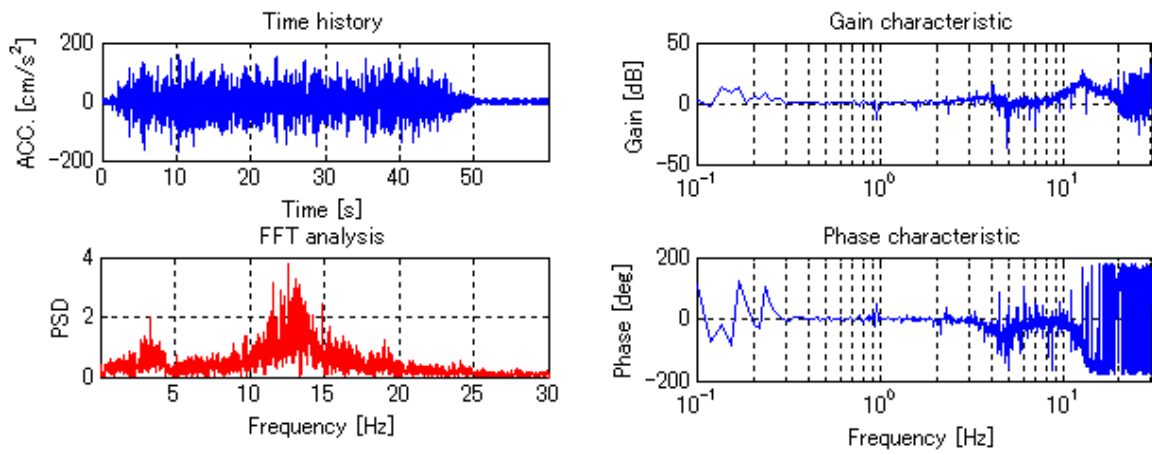 Time history
ACC. [cm/s²]
200
0
−200
0 10 20 30 40 50
Time [s]
Gain characteristic
Gain [dB]
50
0
−50
10⁻¹ 10⁰ 10¹
FFT analysis
PSD
4
2
0
5 10 15 20 25 30
Frequency [Hz]
Phase characteristic
Phase [deg]
200
0
−200
10⁻¹ 10⁰ 10¹
Frequency [Hz]